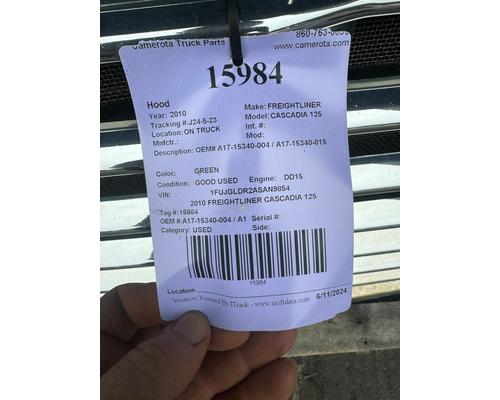 Camerota Truck Parts 860-763-0896
www.camerota.com
15984
Hood
Year: 2010 Make: FREIGHTLINER
Tracking #:J24-5-23 Model: CASCADIA 125
Location: ON TRUCK Int. #:
Mnfctr.: Mod:
Description: OEM# A17-15340-004 / A17-15340-015
Color: GREEN
Condition: GOOD USED Engine: DD15
VIN: 1FUJGLDR2ASAN9854
2010 FREIGHTLINER CASCADIA 125
Tag #:15984
OEM #:A17-15340-004 / A1 Serial #:
Category: USED Side:
15984
Location
Inventory Powered By ITrack - www.isoftdata.com 6/11/2024